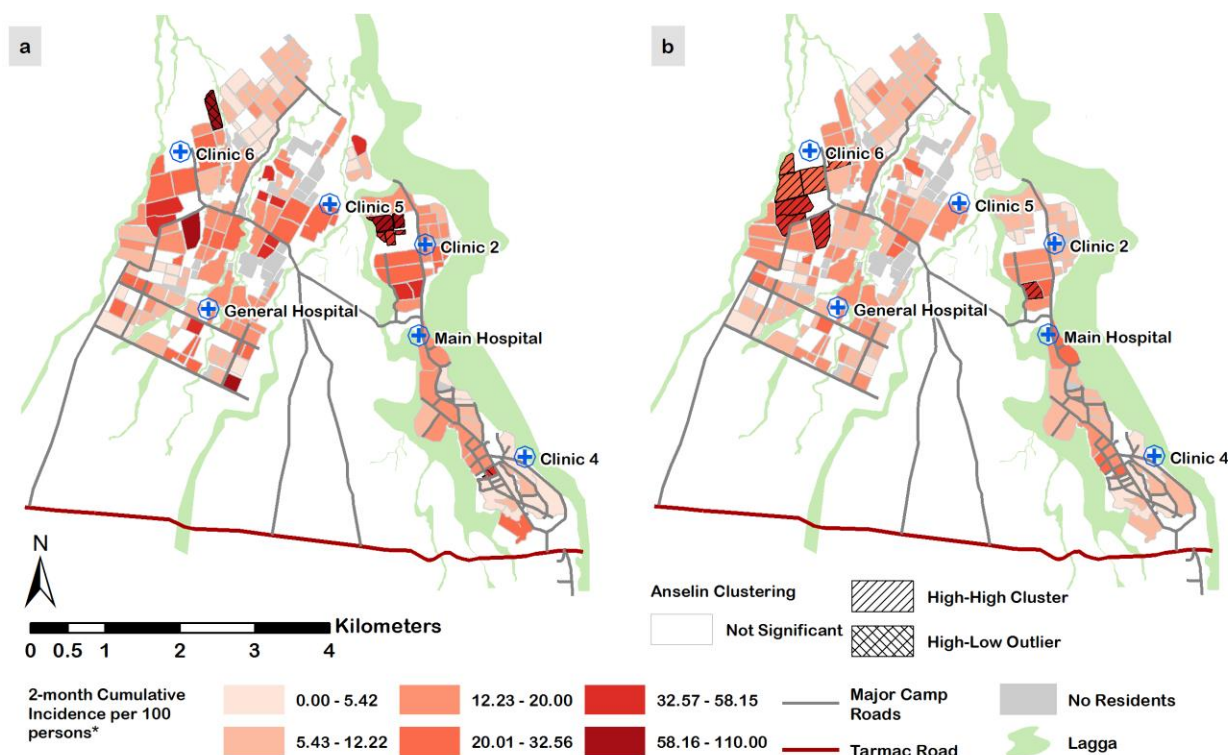 a
Clinic 6
Clinic 5
Clinic 2
General Hospital
Main Hospital
Clinic 4
b
Clinic 6
Clinic 5
Clinic 2
General Hospital
Main Hospital
Clinic 4
N
Kilometers
0 0.5 1 2 3 4
Anselin Clustering
Not Significant
High-High Cluster
High-Low Outlier
2-month Cumulative
Incidence per 100
persons*
0.00 - 5.42
5.43 - 12.22
12.23 - 20.00
20.01 - 32.56
32.57 - 58.15
58.16 - 110.00
Major Camp
Roads
Tarmac Road
No Residents
Lagga